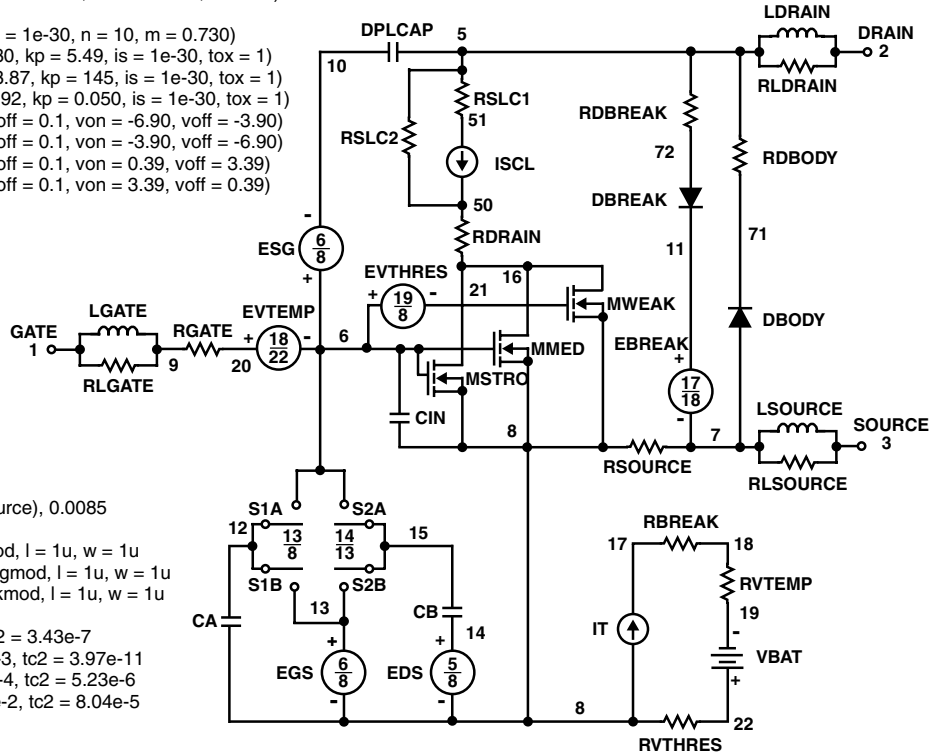 = 1e-30, n = 10, m = 0.730)
30, kp = 5.49, is = 1e-30, tox = 1)
3.87, kp = 145, is = 1e-30, tox = 1)
92, kp = 0.050, is = 1e-30, tox = 1)
off = 0.1, von = -6.90, voff = -3.90)
off = 0.1, von = -3.90, voff = -6.90)
off = 0.1, von = 0.39, voff = 3.39)
off = 0.1, von = 3.39, voff = 0.39)
LDRAIN
DPLCAP 5 DRAIN
10 2
RLDRAIN
RSLC1
51
RDBREAK
RSLC2
72 RDBODY
ISCL
DBREAK
50
- 71
RDRAIN
ESG 6/8 11
+ EVTHRES
+ 19/8 - 16
21 MWEAK
LGATE EVTEMP
GATE RGATE + 18/22 - 6 MMED DBODY
1 EBREAK
9 20 +
RLGATE MSTRO 17/18
CIN - LSOURCE
8 7 SOURCE
3
RSOURCE
RLSOURCE
urce), 0.0085
S1A S2A
12 13/8 14/13 15
od, l = 1u, w = 1u
gmod, l = 1u, w = 1u
kmod, l = 1u, w = 1u
S1B S2B
RBREAK
17 18
RVTEMP
13 CB
CA 14 IT 19
-
2 = 3.43e-7
-3, tc2 = 3.97e-11
-4, tc2 = 5.23e-6
e-2, tc2 = 8.04e-5
+ +
EGS 6/8 EDS 5/8 VBAT
- - +
8 22
RVTHRES